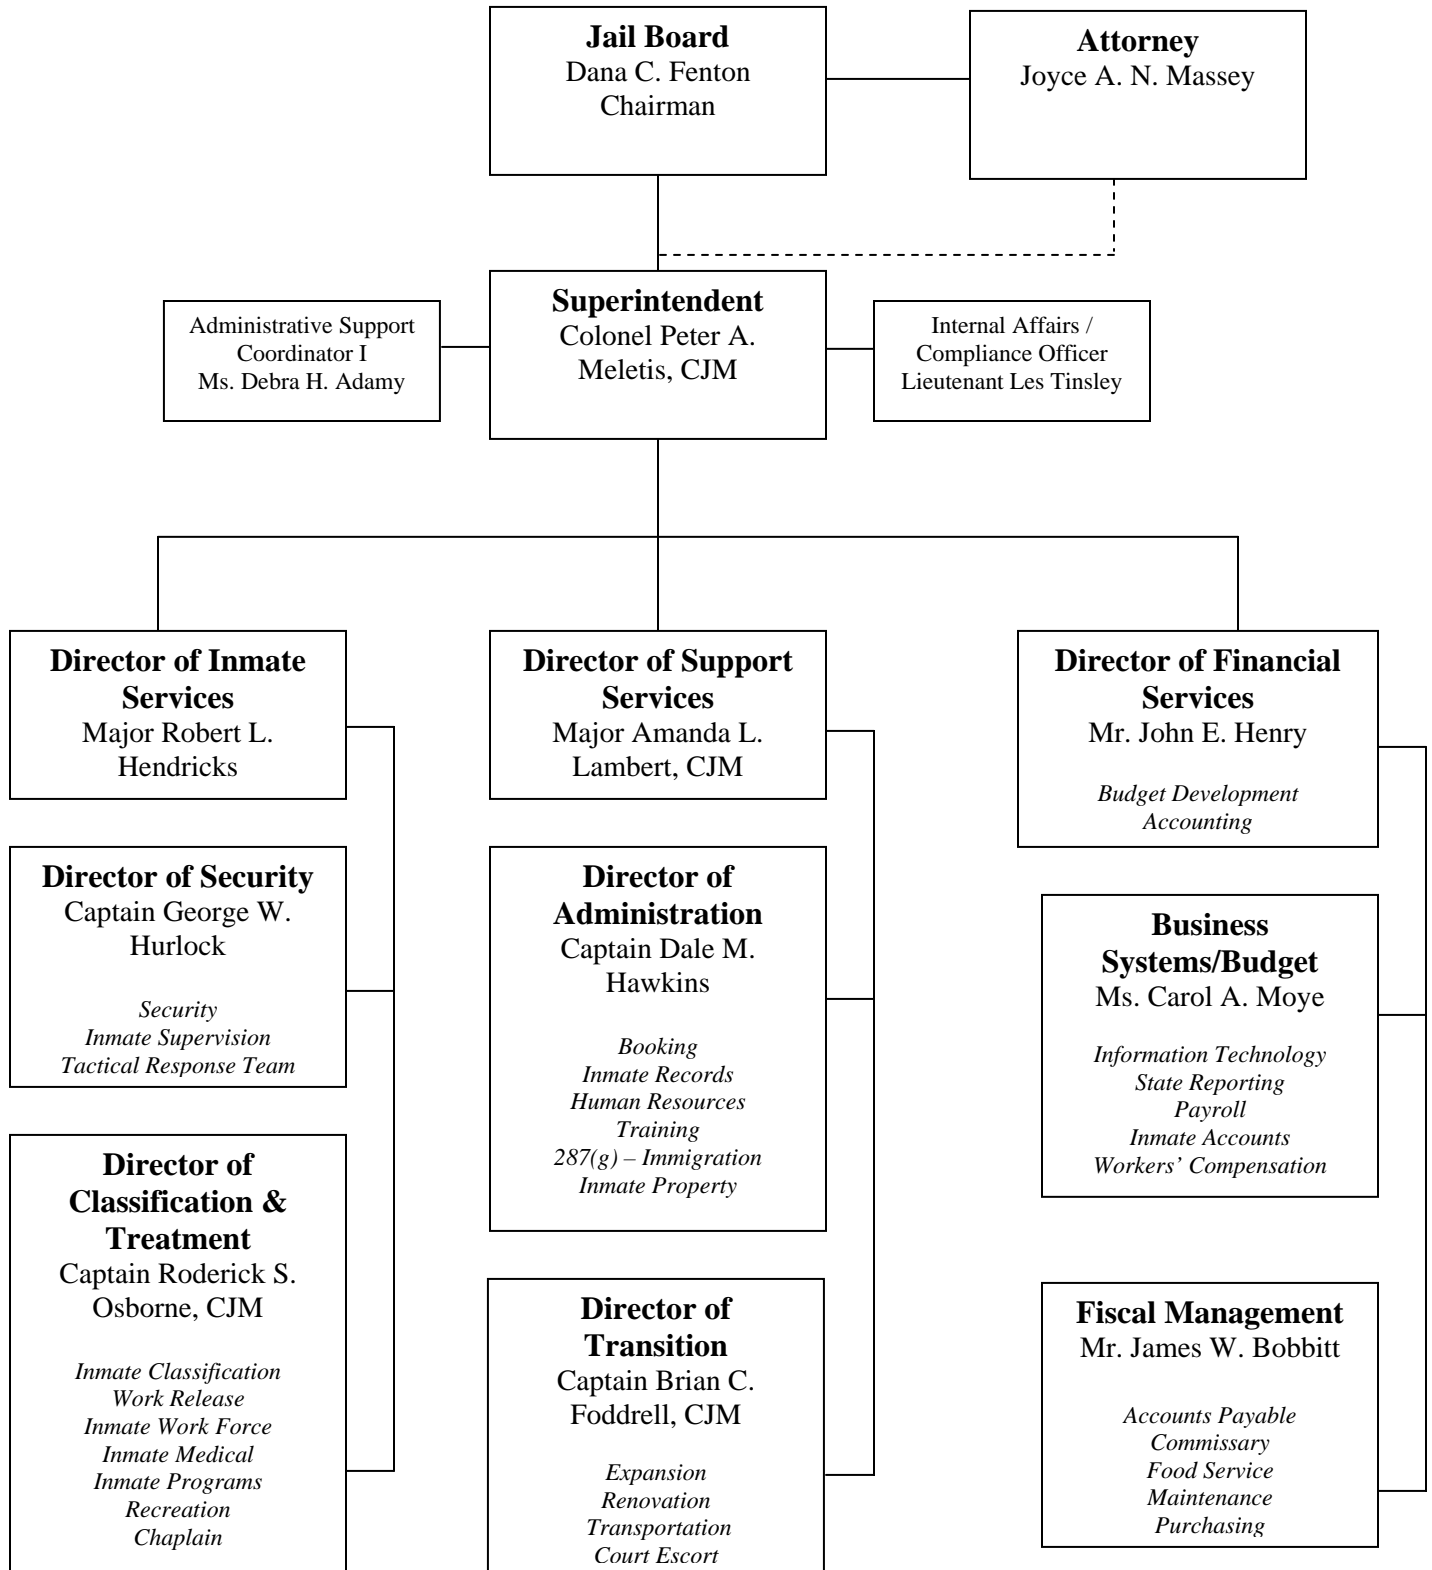 Jail Board
Dana C. Fenton
Chairman
Attorney
Joyce A. N. Massey
Superintendent
Colonel Peter A.
Meletis, CJM
Administrative Support
Coordinator I
Ms. Debra H. Adamy
Internal Affairs /
Compliance Officer
Lieutenant Les Tinsley
Director of Inmate
Services
Major Robert L.
Hendricks
Director of Security
Captain George W.
Hurlock
Security
Inmate Supervision
Tactical Response Team
Director of
Classification &
Treatment
Captain Roderick S.
Osborne, CJM
Inmate Classification
Work Release
Inmate Work Force
Inmate Medical
Inmate Programs
Recreation
Chaplain
Director of Support
Services
Major Amanda L.
Lambert, CJM
Director of
Administration
Captain Dale M.
Hawkins
Booking
Inmate Records
Human Resources
Training
287(g) – Immigration
Inmate Property
Director of
Transition
Captain Brian C.
Foddrell, CJM
Expansion
Renovation
Transportation
Court Escort
Director of Financial
Services
Mr. John E. Henry
Budget Development
Accounting
Business
Systems/Budget
Ms. Carol A. Moye
Information Technology
State Reporting
Payroll
Inmate Accounts
Workers’ Compensation
Fiscal Management
Mr. James W. Bobbitt
Accounts Payable
Commissary
Food Service
Maintenance
Purchasing